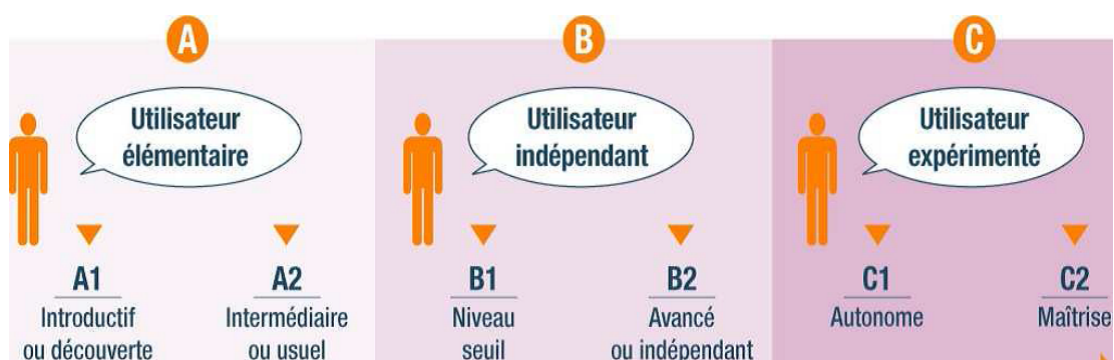 A
Utilisateur
élémentaire
A1
Introductif
ou découverte
A2
Intermédiaire
ou usuel
B
Utilisateur
indépendant
B1
Niveau
seuil
B2
Avancé
ou indépendant
C
Utilisateur
expérimenté
C1
Autonome
C2
Maîtrise